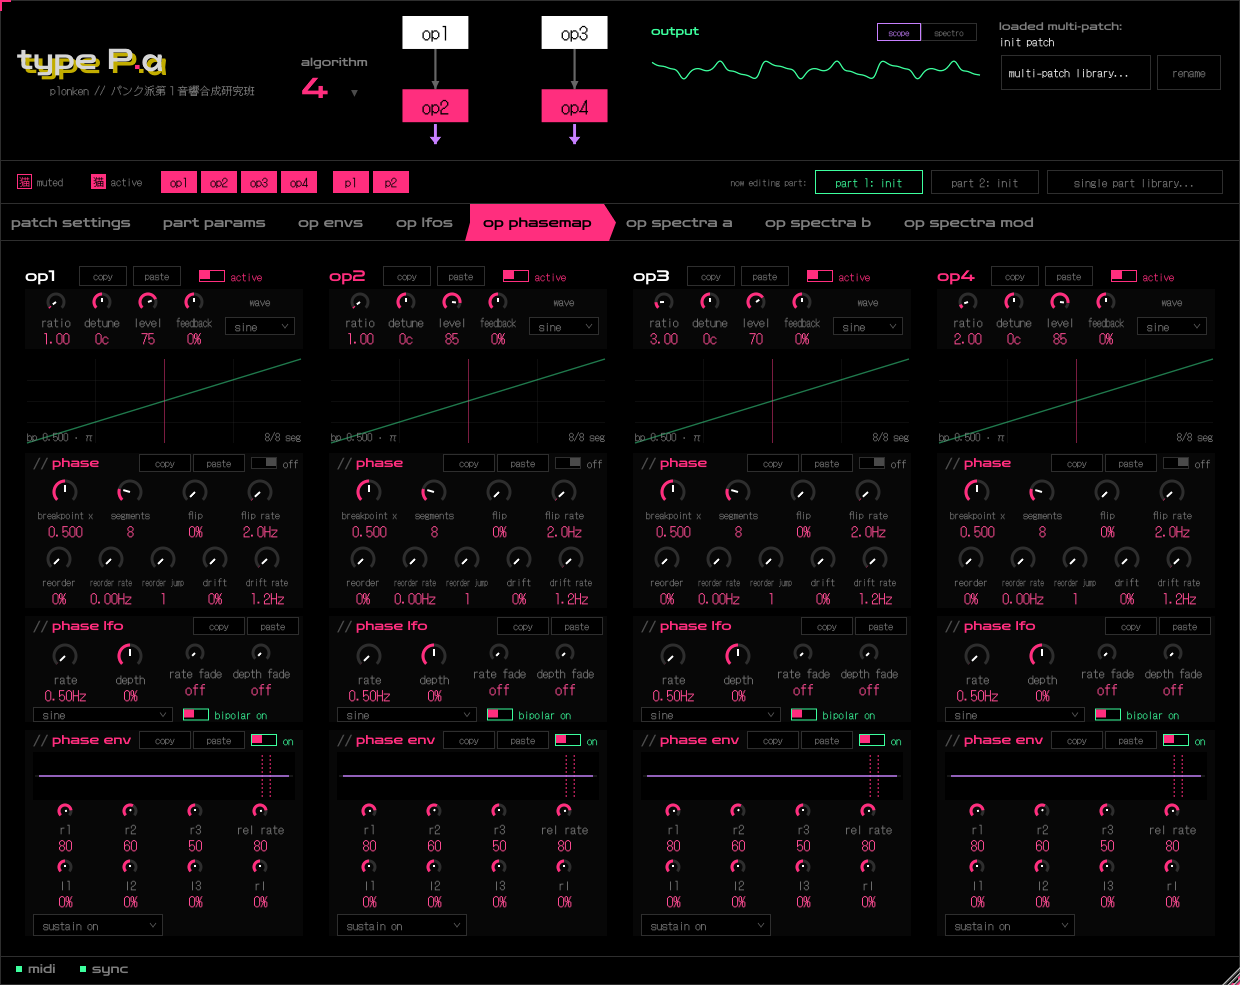 type P.a
plonken // パンク派第1音響合成研究班
algorithm
4
op1
op3
op2
op4
output
scope
spectro
loaded multi-patch:
init patch
multi-patch library...
rename
猫 muted
猫 active
op1 op2 op3 op4 p1 p2
now editing part:
part 1: init
part 2: init
single part library...
patch settings
part params
op envs
op lfos
op phasemap
op spectra a
op spectra b
op spectra mod
op1 copy paste active
ratio detune level feedback wave
1.00 0c 75 0% sine
bp 0.500 · π 8/8 seg
// phase copy paste off
breakpoint x segments flip flip rate
0.500 8 0% 2.0Hz
reorder reorder rate reorder jump drift drift rate
0% 0.00Hz 1 0% 1.2Hz
// phase lfo copy paste
rate depth rate fade depth fade
0.50Hz 0% off off
sine bipolar on
// phase env copy paste on
r1 r2 r3 rel rate
80 60 50 80
l1 l2 l3 rl
0% 0% 0% 0%
sustain on
op2 copy paste active
ratio detune level feedback wave
1.00 0c 85 0% sine
bp 0.500 · π 8/8 seg
// phase copy paste off
breakpoint x segments flip flip rate
0.500 8 0% 2.0Hz
reorder reorder rate reorder jump drift drift rate
0% 0.00Hz 1 0% 1.2Hz
// phase lfo copy paste
rate depth rate fade depth fade
0.50Hz 0% off off
sine bipolar on
// phase env copy paste on
r1 r2 r3 rel rate
80 60 50 80
l1 l2 l3 rl
0% 0% 0% 0%
sustain on
op3 copy paste active
ratio detune level feedback wave
3.00 0c 70 0% sine
bp 0.500 · π 8/8 seg
// phase copy paste off
breakpoint x segments flip flip rate
0.500 8 0% 2.0Hz
reorder reorder rate reorder jump drift drift rate
0% 0.00Hz 1 0% 1.2Hz
// phase lfo copy paste
rate depth rate fade depth fade
0.50Hz 0% off off
sine bipolar on
// phase env copy paste on
r1 r2 r3 rel rate
80 60 50 80
l1 l2 l3 rl
0% 0% 0% 0%
sustain on
op4 copy paste active
ratio detune level feedback wave
2.00 0c 85 0% sine
bp 0.500 · π 8/8 seg
// phase copy paste off
breakpoint x segments flip flip rate
0.500 8 0% 2.0Hz
reorder reorder rate reorder jump drift drift rate
0% 0.00Hz 1 0% 1.2Hz
// phase lfo copy paste
rate depth rate fade depth fade
0.50Hz 0% off off
sine bipolar on
// phase env copy paste on
r1 r2 r3 rel rate
80 60 50 80
l1 l2 l3 rl
0% 0% 0% 0%
sustain on
midi sync